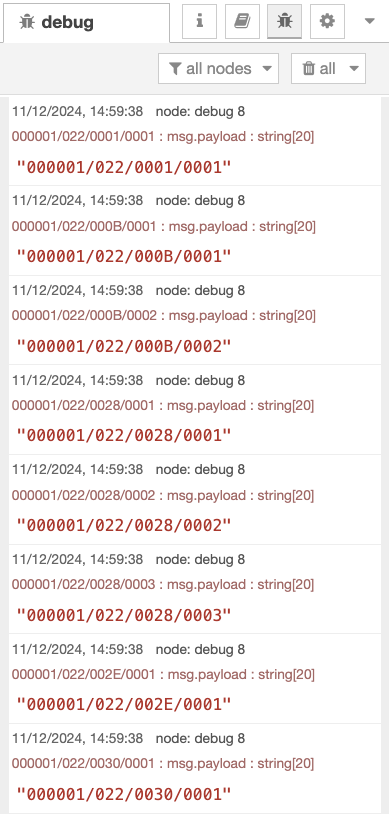 debug
all nodes
all
11/12/2024, 14:59:38 node: debug 8
000001/022/0001/0001 : msg.payload : string[20]
"000001/022/0001/0001"
11/12/2024, 14:59:38 node: debug 8
000001/022/000B/0001 : msg.payload : string[20]
"000001/022/000B/0001"
11/12/2024, 14:59:38 node: debug 8
000001/022/000B/0002 : msg.payload : string[20]
"000001/022/000B/0002"
11/12/2024, 14:59:38 node: debug 8
000001/022/0028/0001 : msg.payload : string[20]
"000001/022/0028/0001"
11/12/2024, 14:59:38 node: debug 8
000001/022/0028/0002 : msg.payload : string[20]
"000001/022/0028/0002"
11/12/2024, 14:59:38 node: debug 8
000001/022/0028/0003 : msg.payload : string[20]
"000001/022/0028/0003"
11/12/2024, 14:59:38 node: debug 8
000001/022/002E/0001 : msg.payload : string[20]
"000001/022/002E/0001"
11/12/2024, 14:59:38 node: debug 8
000001/022/0030/0001 : msg.payload : string[20]
"000001/022/0030/0001"